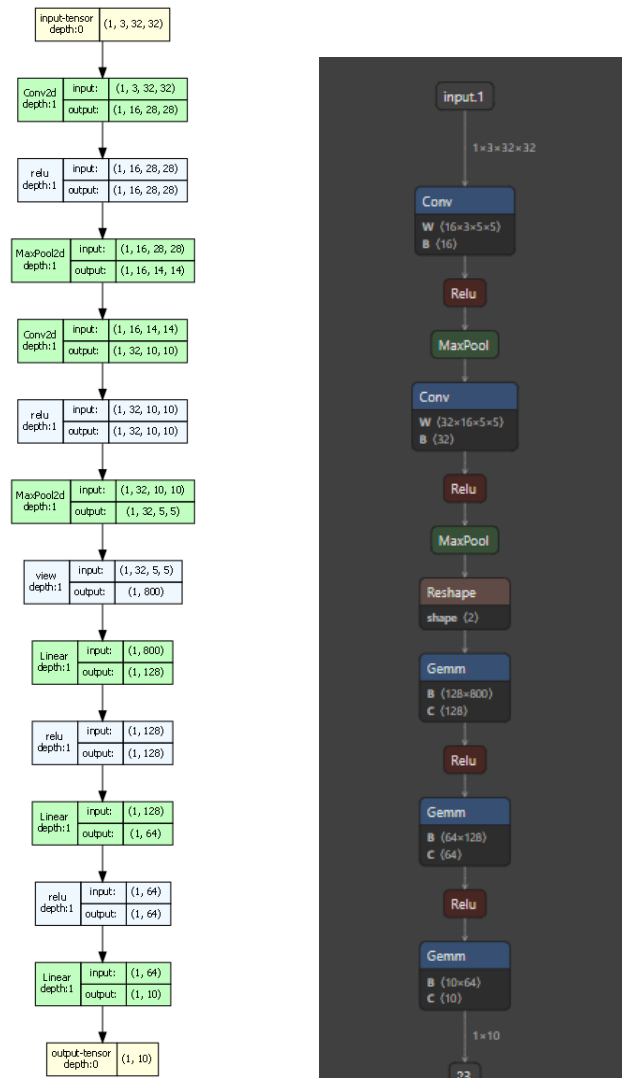 input-tensor
depth:0
(1, 3, 32, 32)
Conv2d
depth:1
input:
(1, 3, 32, 32)
output:
(1, 16, 28, 28)
relu
depth:1
input:
(1, 16, 28, 28)
output:
(1, 16, 28, 28)
MaxPool2d
depth:1
input:
(1, 16, 28, 28)
output:
(1, 16, 14, 14)
Conv2d
depth:1
input:
(1, 16, 14, 14)
output:
(1, 32, 10, 10)
relu
depth:1
input:
(1, 32, 10, 10)
output:
(1, 32, 10, 10)
MaxPool2d
depth:1
input:
(1, 32, 10, 10)
output:
(1, 32, 5, 5)
view
depth:1
input:
(1, 32, 5, 5)
output:
(1, 800)
Linear
depth:1
input:
(1, 800)
output:
(1, 128)
relu
depth:1
input:
(1, 128)
output:
(1, 128)
Linear
depth:1
input:
(1, 128)
output:
(1, 64)
relu
depth:1
input:
(1, 64)
output:
(1, 64)
Linear
depth:1
input:
(1, 64)
output:
(1, 10)
output-tensor
depth:0
(1, 10)
input.1
1×3×32×32
Conv
W ⟨16×3×5×5⟩
B ⟨16⟩
Relu
MaxPool
Conv
W ⟨32×16×5×5⟩
B ⟨32⟩
Relu
MaxPool
Reshape
shape ⟨2⟩
Gemm
B ⟨128×800⟩
C ⟨128⟩
Relu
Gemm
B ⟨64×128⟩
C ⟨64⟩
Relu
Gemm
B ⟨10×64⟩
C ⟨10⟩
1×10
23